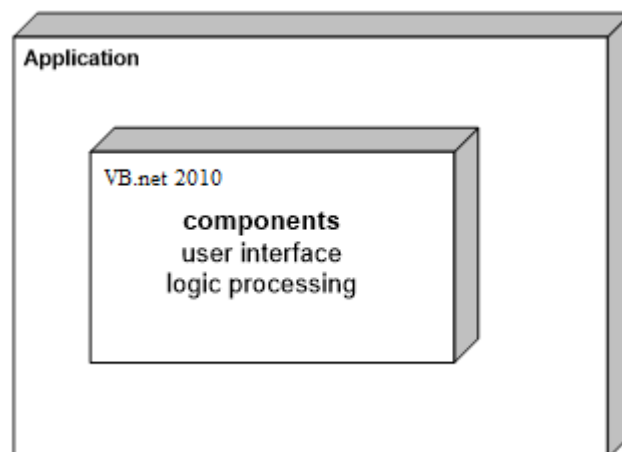 Application
VB.net 2010
components
user interface
logic processing